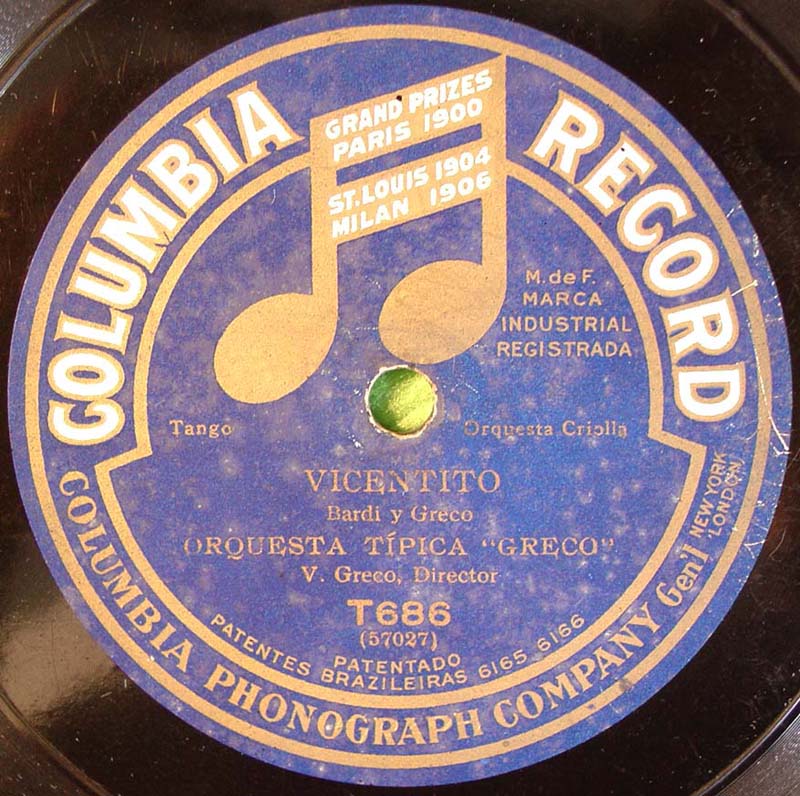 COLUMBIA RECORD
GRAND PRIZES
PARIS 1900
ST. LOUIS 1904
MILAN 1906
M. de F.
MARCA
INDUSTRIAL
REGISTRADA
Tango
Orquesta Criolla
VICENTITO
Bardi y Greco
ORQUESTA TÍPICA “GRECO”
V. Greco, Director
T686
(57027)
PATENTADO
PATENTES BRAZILEIRAS 6165 6166
COLUMBIA PHONOGRAPH COMPANY Gen'l
NEW YORK
LONDON